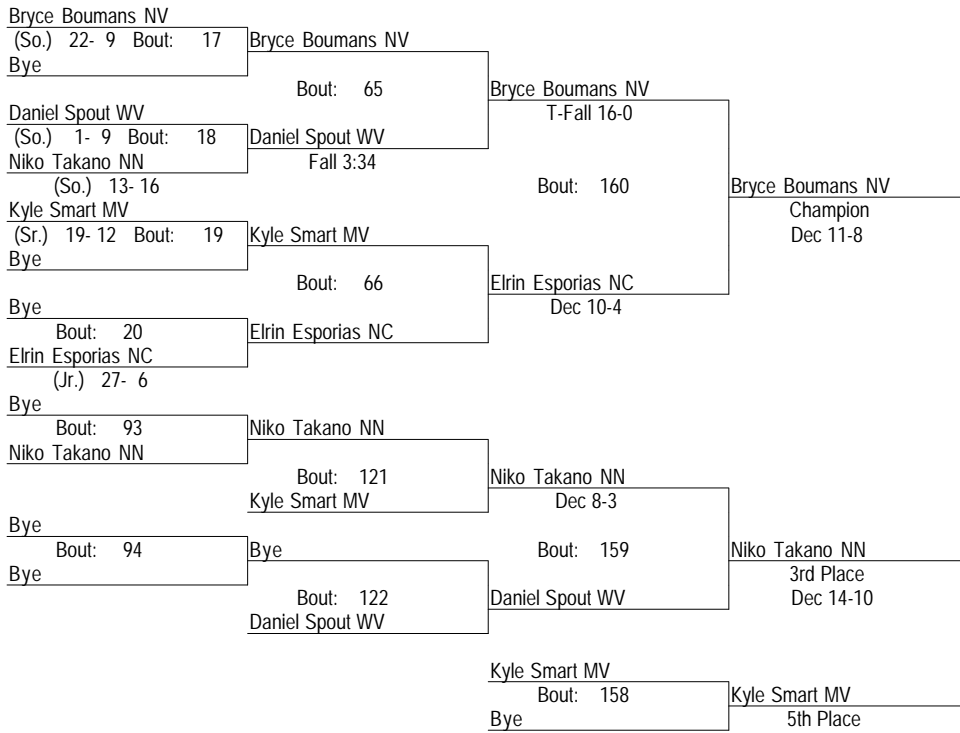 Bryce Boumans NV
(So.) 22- 9 Bout: 17
Bryce Boumans NV
Bye
Bout: 65
Bryce Boumans NV
Daniel Spout WV
T-Fall 16-0
(So.) 1- 9 Bout: 18
Daniel Spout WV
Niko Takano NN
Fall 3:34
(So.) 13- 16
Bout: 160
Bryce Boumans NV
Kyle Smart MV
Champion
(Sr.) 19- 12 Bout: 19
Kyle Smart MV
Dec 11-8
Bye
Bout: 66
Elrin Esporias NC
Bye
Dec 10-4
Bout: 20
Elrin Esporias NC
Elrin Esporias NC
(Jr.) 27- 6
Bye
Bout: 93
Niko Takano NN
Niko Takano NN
Bout: 121
Niko Takano NN
Kyle Smart MV
Dec 8-3
Bye
Bout: 94
Bye
Bout: 159
Niko Takano NN
Bye
3rd Place
Bout: 122
Daniel Spout WV
Dec 14-10
Daniel Spout WV
Kyle Smart MV
Bout: 158
Kyle Smart MV
Bye
5th Place